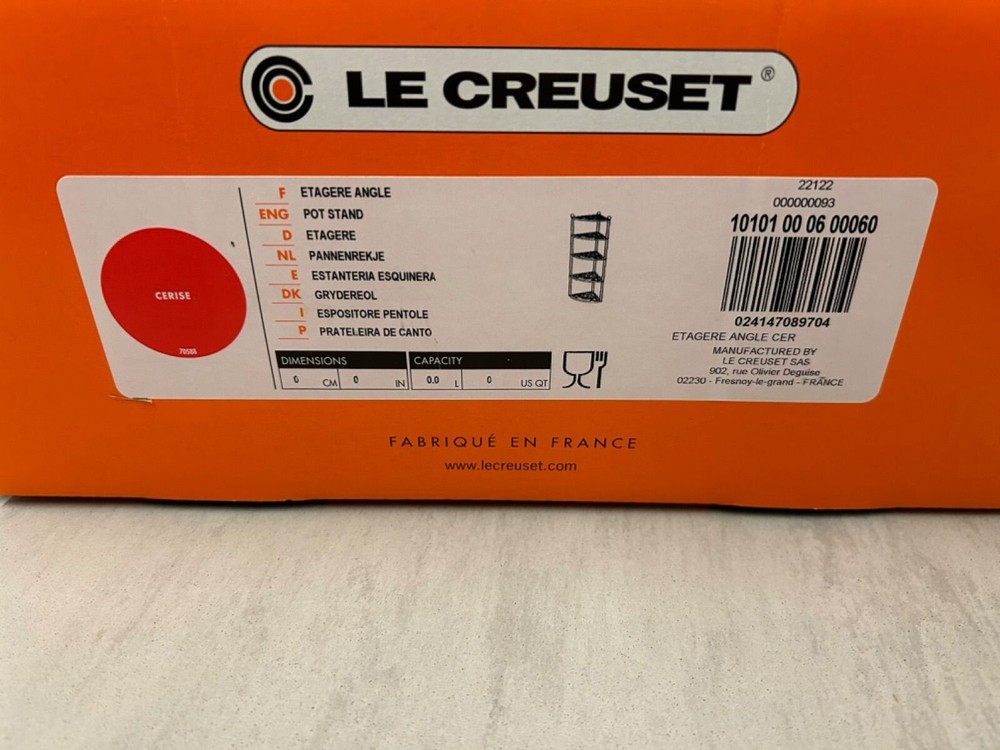 LE CREUSET ®
CERISE
F ETAGERE ANGLE
ENG POT STAND
D ETAGERE
NL PANNENREKJE
E ESTANTERIA ESQUINERA
DK GRYDEREOL
I ESPOSITORE PENTOLE
P PRATELEIRA DE CANTO
DIMENSIONS CAPACITY
0 CM 0 IN 0.0 L 0 US QT
22122
000000093
10101 00 06 00060
024147089704
ETAGERE ANGLE CER
MANUFACTURED BY
LE CREUSET SAS
902, rue Olivier Deguise
02230 - Fresnoy-le-grand - FRANCE
FABRIQUÉ EN FRANCE
www.lecreuset.com